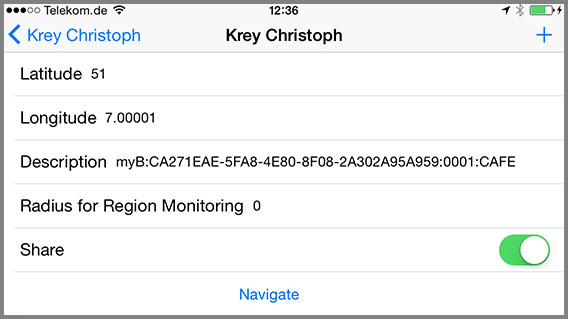 Telekom.de 12:36
Krey Christoph Krey Christoph +
Latitude 51
Longitude 7.00001
Description myB:CA271EAE-5FA8-4E80-8F08-2A302A95A959:0001:CAFE
Radius for Region Monitoring 0
Share
Navigate